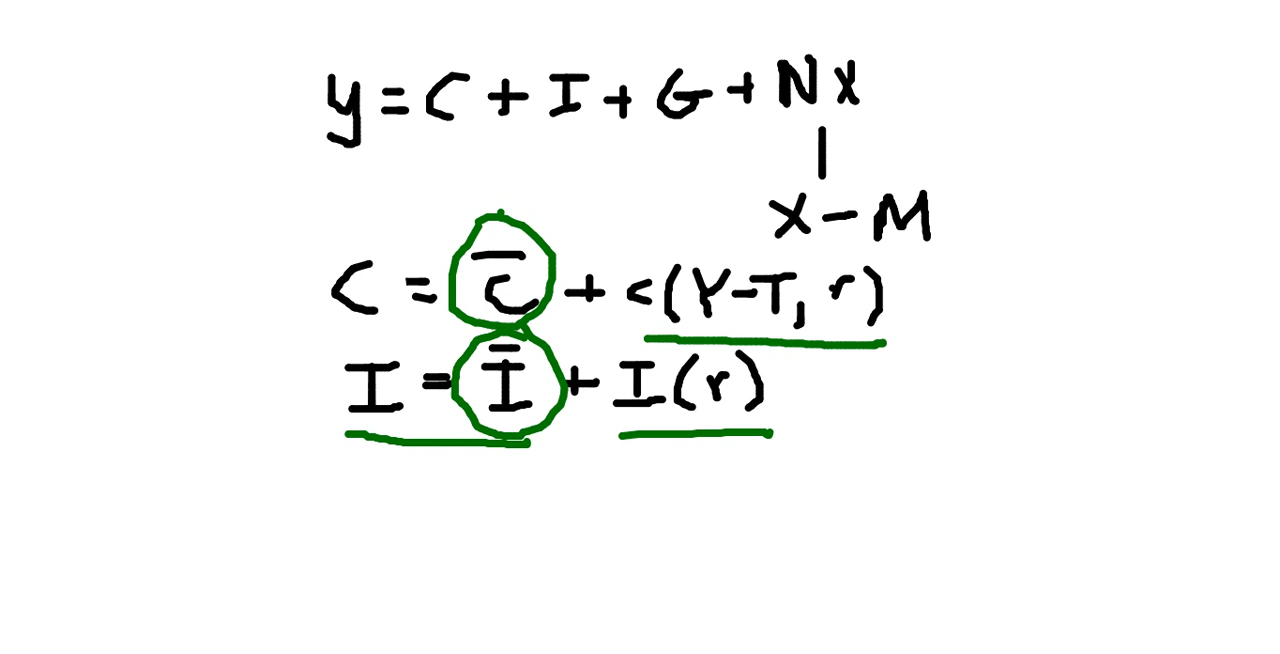 y = C + I + G + NX
X - M
C = C̅ + c(Y-T, r)
I = I̅ + I(r)